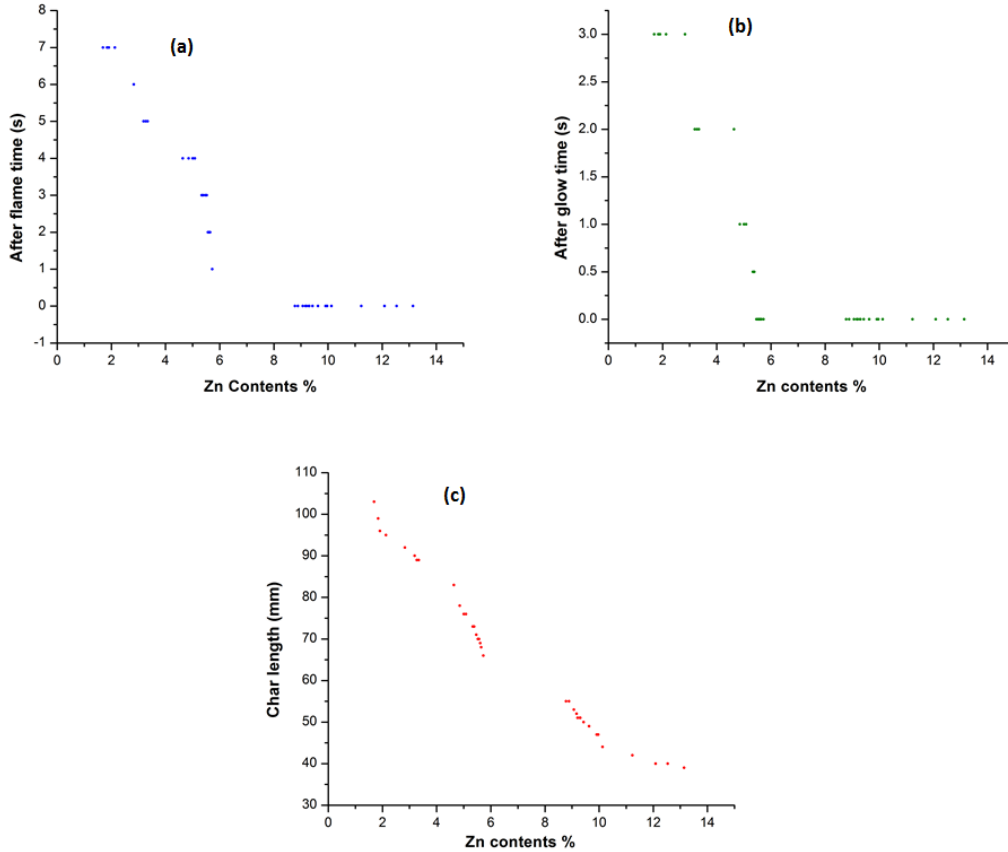 (a)
After flame time (s)
8
7
6
5
4
3
2
1
0
-1
0 2 4 6 8 10 12 14
Zn Contents %
(b)
After glow time (s)
3.0
2.5
2.0
1.5
1.0
0.5
0.0
0 2 4 6 8 10 12 14
Zn contents %
(c)
Char length (mm)
110
100
90
80
70
60
50
40
30
0 2 4 6 8 10 12 14
Zn contents %